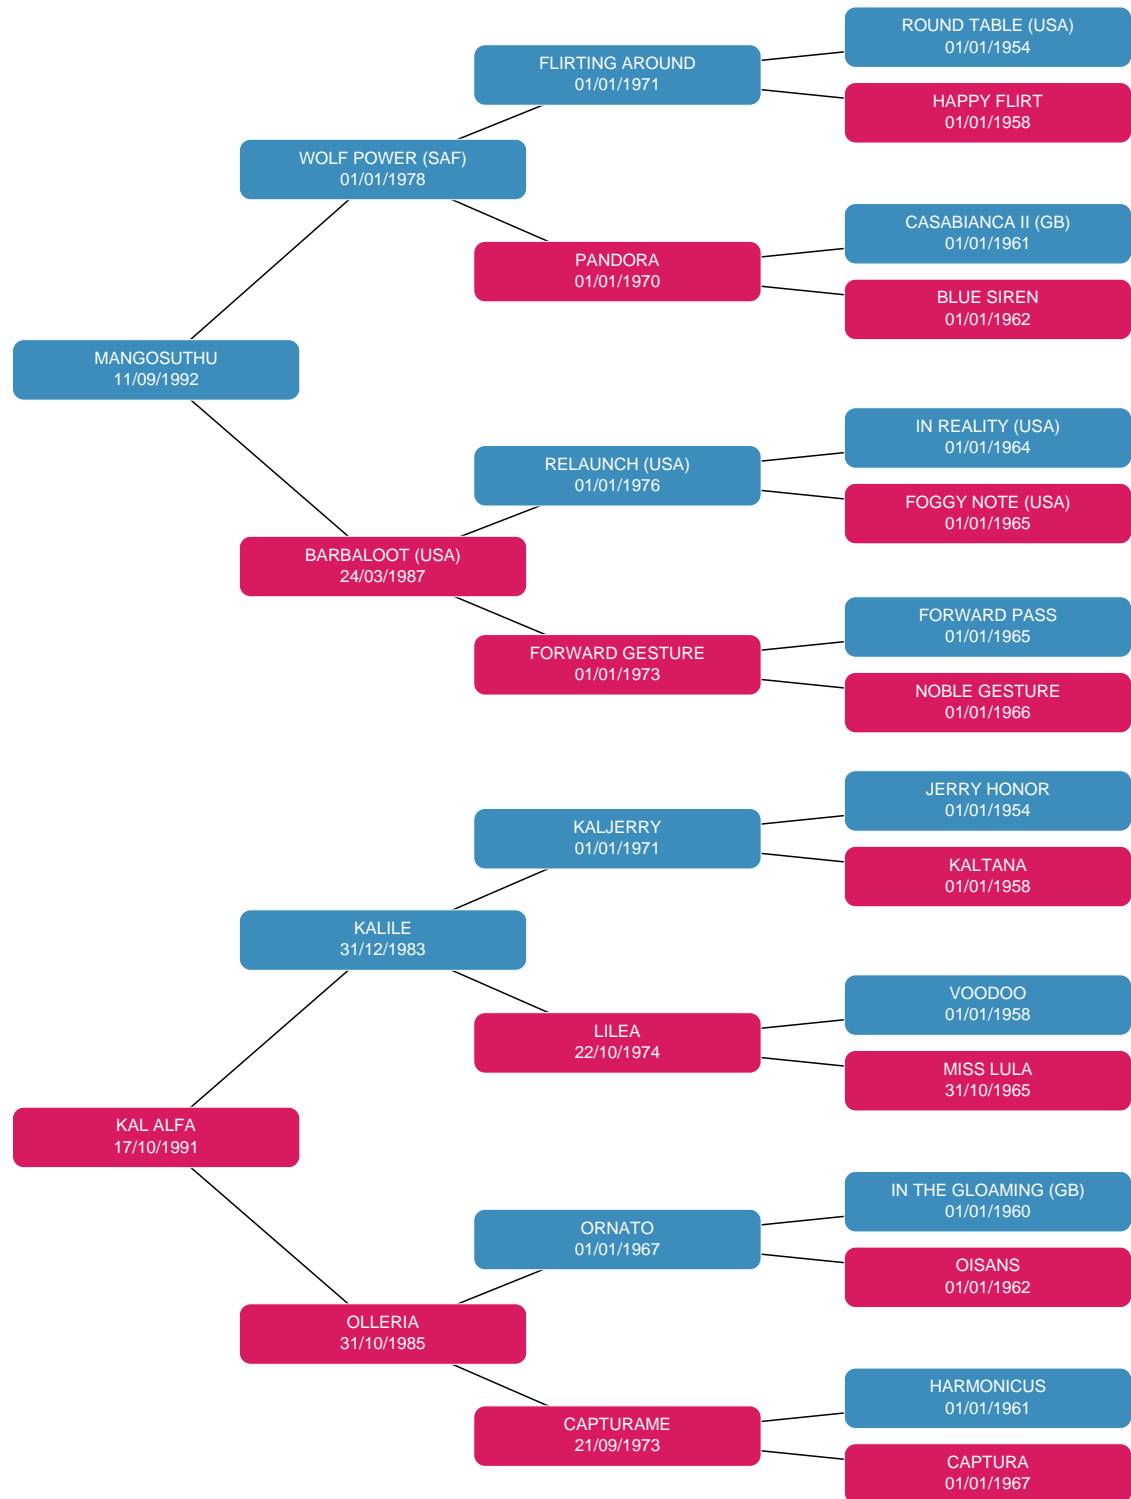 ROUND TABLE (USA)
01/01/1954
FLIRTING AROUND
01/01/1971
HAPPY FLIRT
01/01/1958
WOLF POWER (SAF)
01/01/1978
CASABIANCA II (GB)
01/01/1961
PANDORA
01/01/1970
BLUE SIREN
01/01/1962
MANGOSUTHU
11/09/1992
IN REALITY (USA)
01/01/1964
RELAUNCH (USA)
01/01/1976
FOGGY NOTE (USA)
01/01/1965
BARBALOOT (USA)
24/03/1987
FORWARD PASS
01/01/1965
FORWARD GESTURE
01/01/1973
NOBLE GESTURE
01/01/1966
JERRY HONOR
01/01/1954
KALJERRY
01/01/1971
KALTANA
01/01/1958
KALILE
31/12/1983
VOODOO
01/01/1958
LILEA
22/10/1974
MISS LULA
31/10/1965
KAL ALFA
17/10/1991
IN THE GLOAMING (GB)
01/01/1960
ORNATO
01/01/1967
OISANS
01/01/1962
OLLERIA
31/10/1985
HARMONICUS
01/01/1961
CAPTURAME
21/09/1973
CAPTURA
01/01/1967